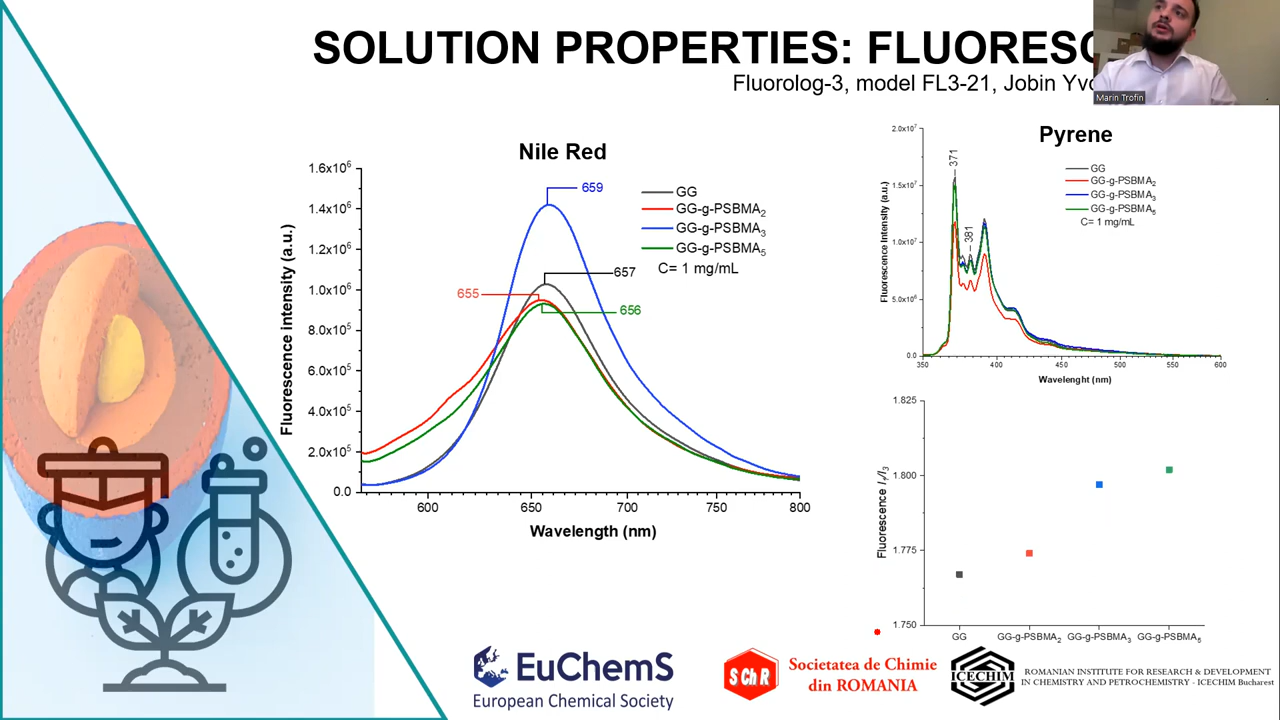 SOLUTION PROPERTIES: FLUORESC
Fluorolog-3, model FL3-21, Jobin Yvo
Marin Trofin
Nile Red
Fluorescence intensity (a.u.)
1.6x10⁶
1.4x10⁶
1.2x10⁶
1.0x10⁶
8.0x10⁵
6.0x10⁵
4.0x10⁵
2.0x10⁵
0.0
659
657
655
656
GG
GG-g-PSBMA₂
GG-g-PSBMA₃
GG-g-PSBMA₅
C= 1 mg/mL
600 650 700 750 800
Wavelength (nm)
Pyrene
Fluorescence Intensity (a.u.)
2.0x10⁷
1.5x10⁷
1.0x10⁷
5.0x10⁶
0.0
371
381
GG
GG-g-PSBMA₂
GG-g-PSBMA₃
GG-g-PSBMA₅
C= 1 mg/mL
350 400 450 500 550 600
Wavelenght (nm)
Fluorescence I₁/I₃
1.825
1.800
1.775
1.750
GG GG-g-PSBMA₂ GG-g-PSBMA₃ GG-g-PSBMA₅
EuChemS
European Chemical Society
SChR
Societatea de Chimie
din ROMANIA
ICECHIM
ROMANIAN INSTITUTE FOR RESEARCH & DEVELOPMENT
IN CHEMISTRY AND PETROCHEMISTRY - ICECHIM Bucharest